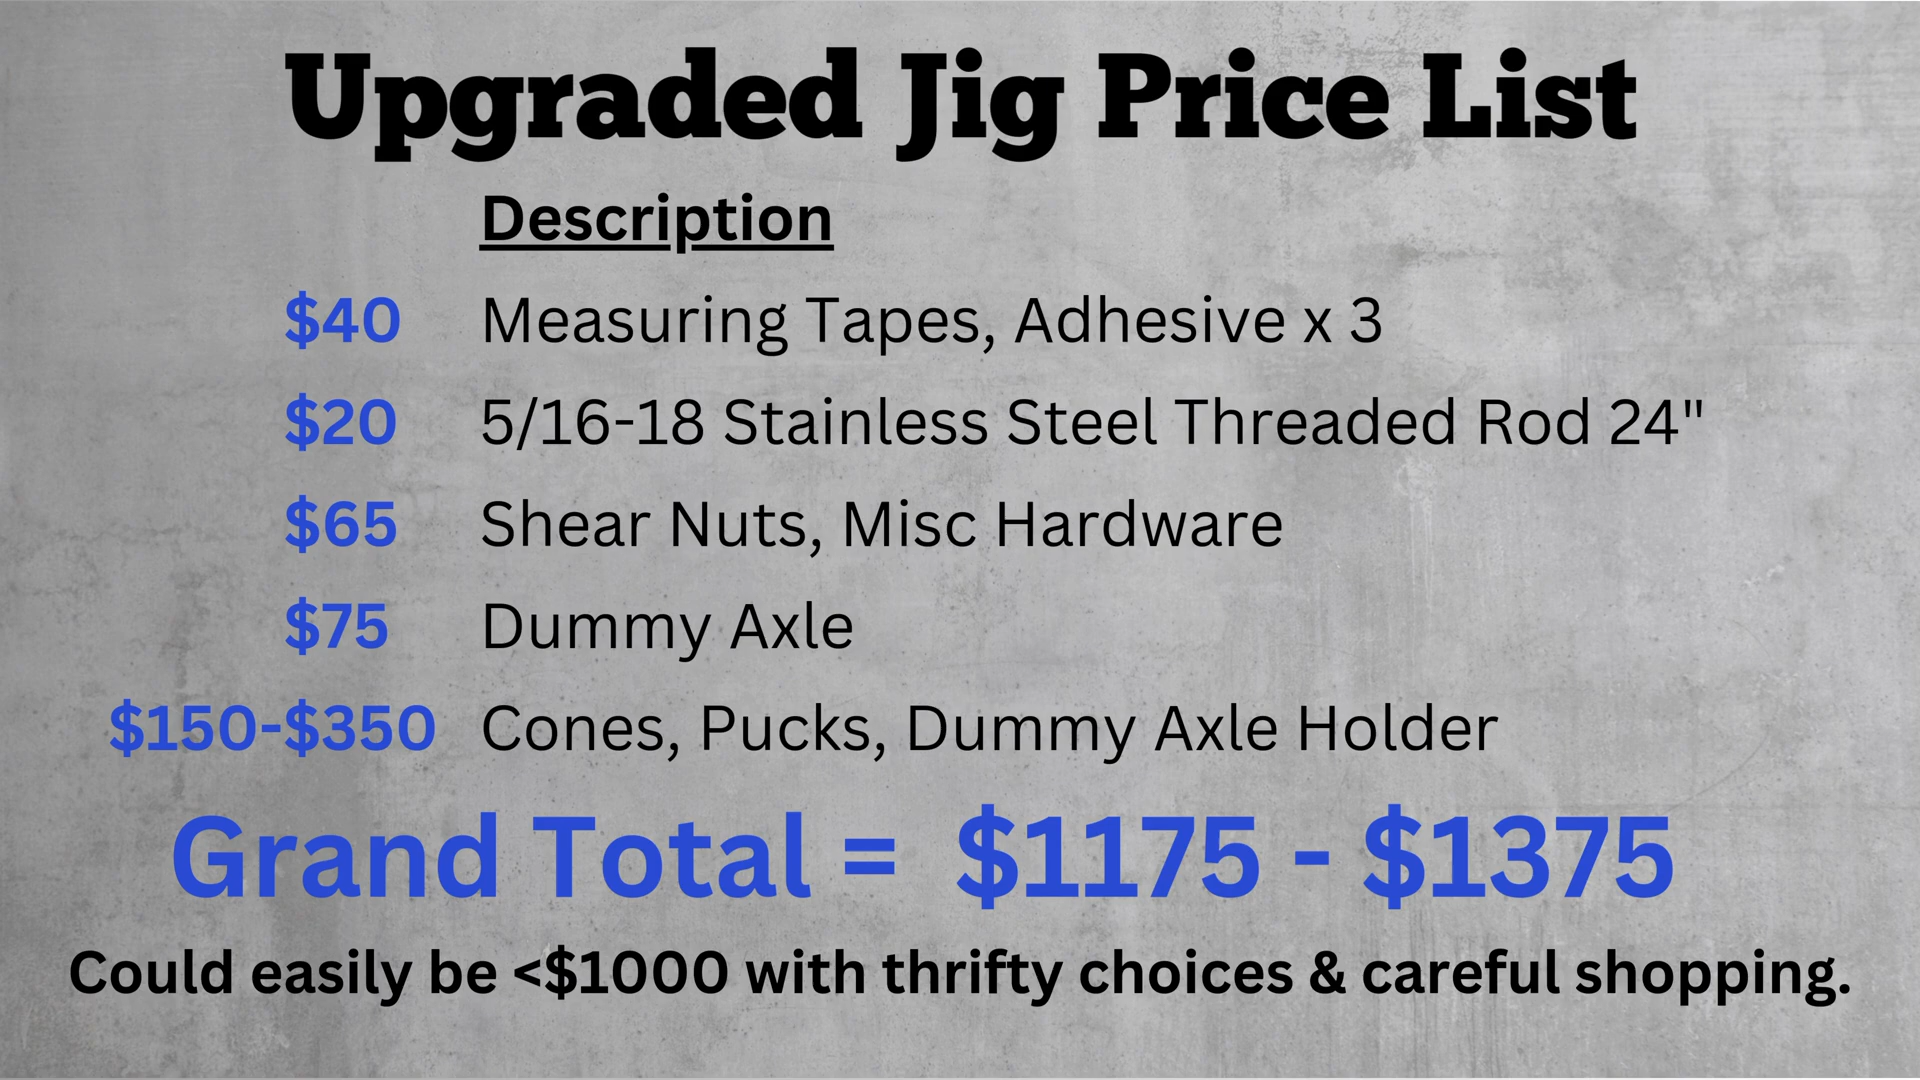 Upgraded Jig Price List
Description
$40 Measuring Tapes, Adhesive x 3
$20 5/16-18 Stainless Steel Threaded Rod 24"
$65 Shear Nuts, Misc Hardware
$75 Dummy Axle
$150-$350 Cones, Pucks, Dummy Axle Holder
Grand Total = $1175 - $1375
Could easily be <$1000 with thrifty choices & careful shopping.